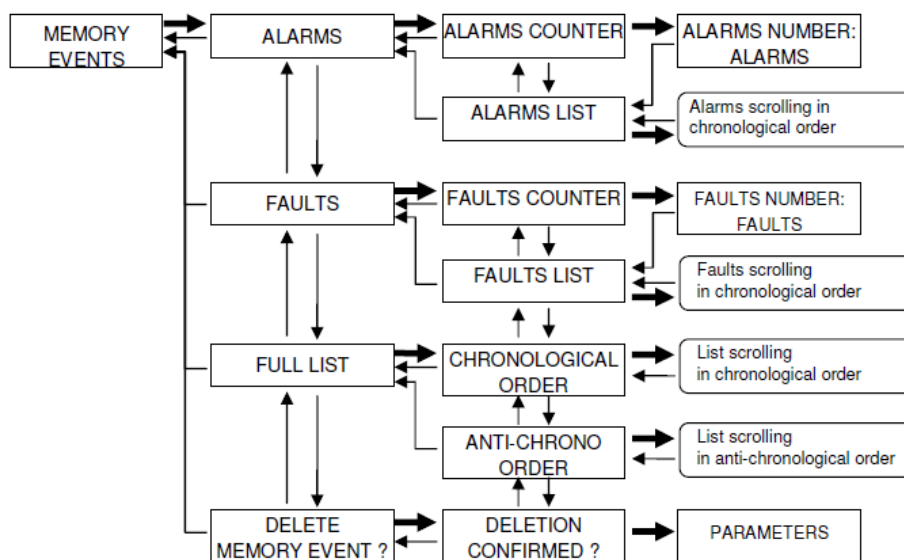 MEMORY
EVENTS
ALARMS
ALARMS COUNTER
ALARMS NUMBER:
ALARMS
ALARMS LIST
Alarms scrolling in
chronological order
FAULTS
FAULTS COUNTER
FAULTS NUMBER:
FAULTS
FAULTS LIST
Faults scrolling
in chronological order
FULL LIST
CHRONOLOGICAL
ORDER
List scrolling
in chronological order
ANTI-CHRONO
ORDER
List scrolling
in anti-chronological order
DELETE
MEMORY EVENT ?
DELETION
CONFIRMED ?
PARAMETERS